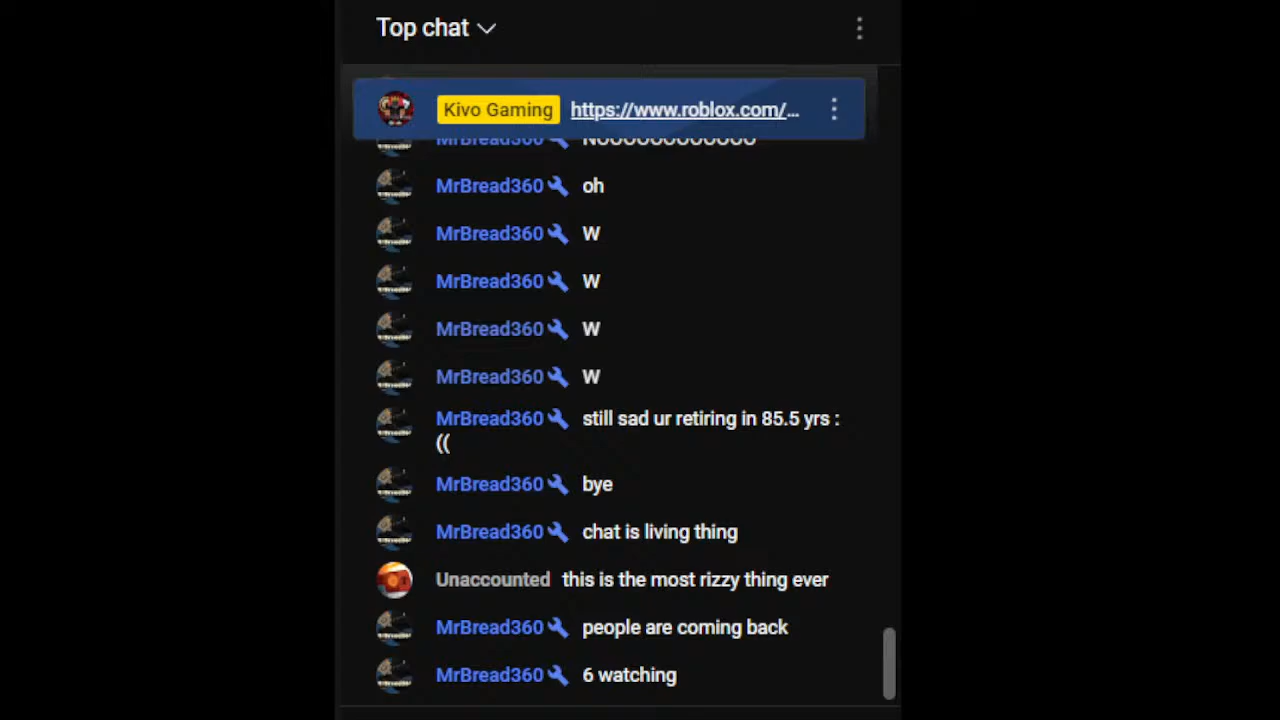 Top chat
Kivo Gaming https://www.roblox.com/...
MrBread360
MrBread360 oh
MrBread360 W
MrBread360 W
MrBread360 W
MrBread360 W
MrBread360 still sad ur retiring in 85.5 yrs :
((
MrBread360 bye
MrBread360 chat is living thing
Unaccounted this is the most rizzy thing ever
MrBread360 people are coming back
MrBread360 6 watching